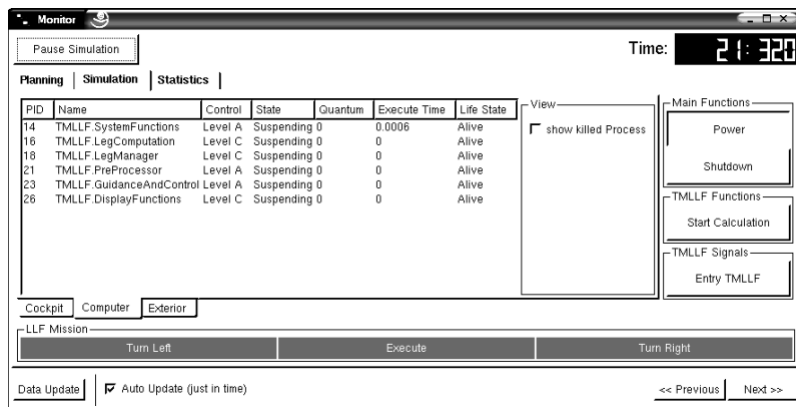 Monitor
Pause Simulation
Time: 21:320
Planning Simulation Statistics
PID Name Control State Quantum Execute Time Life State
14 TMLLF.SystemFunctions Level A Suspending 0 0.0006 Alive
16 TMLLF.LegComputation Level C Suspending 0 0 Alive
18 TMLLF.LegManager Level C Suspending 0 0 Alive
21 TMLLF.PreProcessor Level A Suspending 0 0 Alive
23 TMLLF.GuidanceAndControl Level A Suspending 0 0 Alive
26 TMLLF.DisplayFunctions Level C Suspending 0 0 Alive
View
show killed Process
Main Functions
Power
Shutdown
TMLLF Functions
Start Calculation
TMLLF Signals
Entry TMLLF
Cockpit Computer Exterior
LLF Mission
Turn Left Execute Turn Right
Data Update Auto Update (just in time) << Previous Next >>